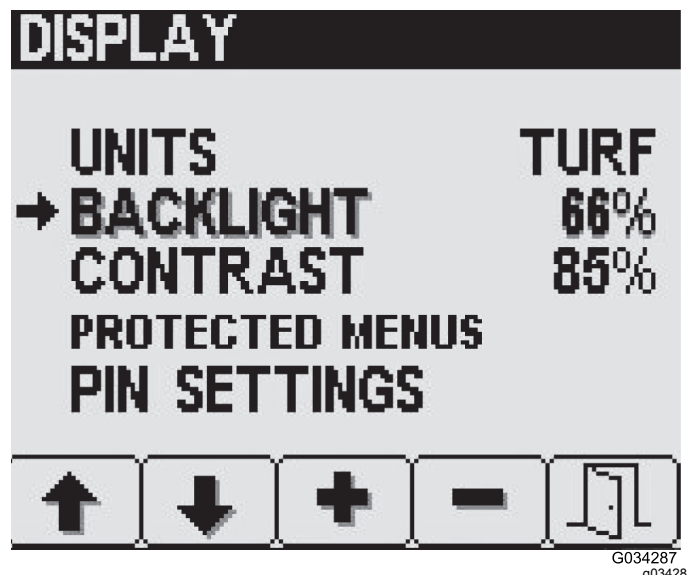 DISPLAY
UNITS TURF
BACKLIGHT 66%
CONTRAST 85%
PROTECTED MENUS
PIN SETTINGS
G034287
g03428